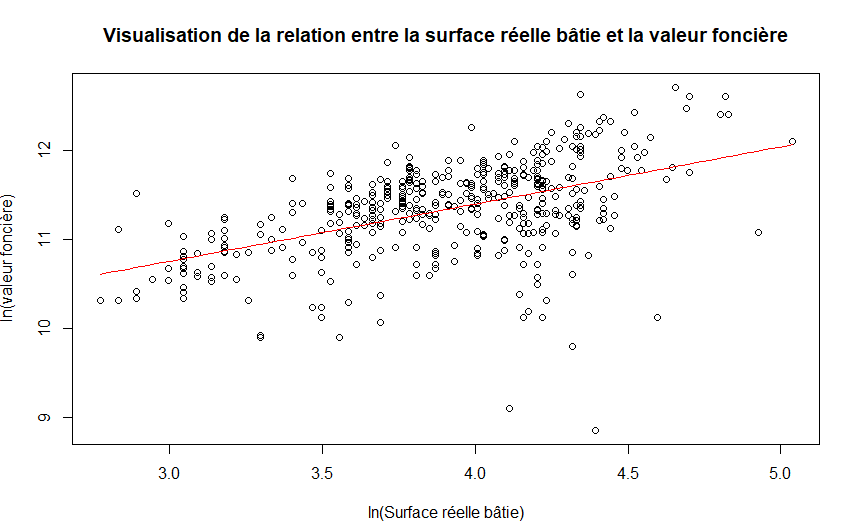 Visualisation de la relation entre la surface réelle bâtie et la valeur foncière
ln(valeur foncière)
12
11
10
9
3.0 3.5 4.0 4.5 5.0
ln(Surface réelle bâtie)